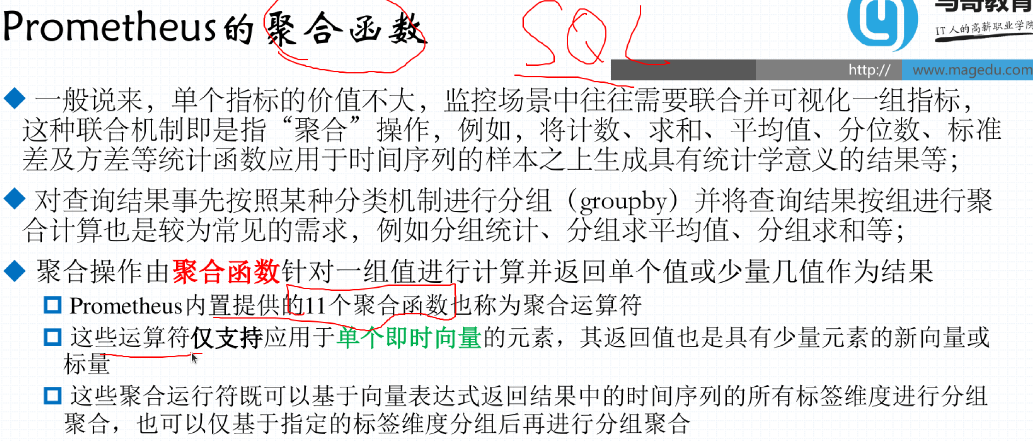 Prometheus的聚合函数
SQL
马哥教育
IT人的高薪职业学院
http:// www.magedu.com
◆ 一般说来，单个指标的价值不大，监控场景中往往需要联合并可视化一组指标，
这种联合机制即是指“聚合”操作，例如，将计数、求和、平均值、分位数、标准
差及方差等统计函数应用于时间序列的样本之上生成具有统计学意义的结果等；
◆ 对查询结果事先按照某种分类机制进行分组（groupby）并将查询结果按组进行聚
合计算也是较为常见的需求，例如分组统计、分组求平均值、分组求和等；
◆ 聚合操作由聚合函数针对一组值进行计算并返回单个值或少量几值作为结果
Prometheus内置提供的11个聚合函数也称为聚合运算符
这些运算符仅支持应用于单个即时向量的元素，其返回值也是具有少量元素的新向量或
标量
这些聚合运行符既可以基于向量表达式返回结果中的时间序列的所有标签维度进行分组
聚合，也可以仅基于指定的标签维度分组后再进行分组聚合